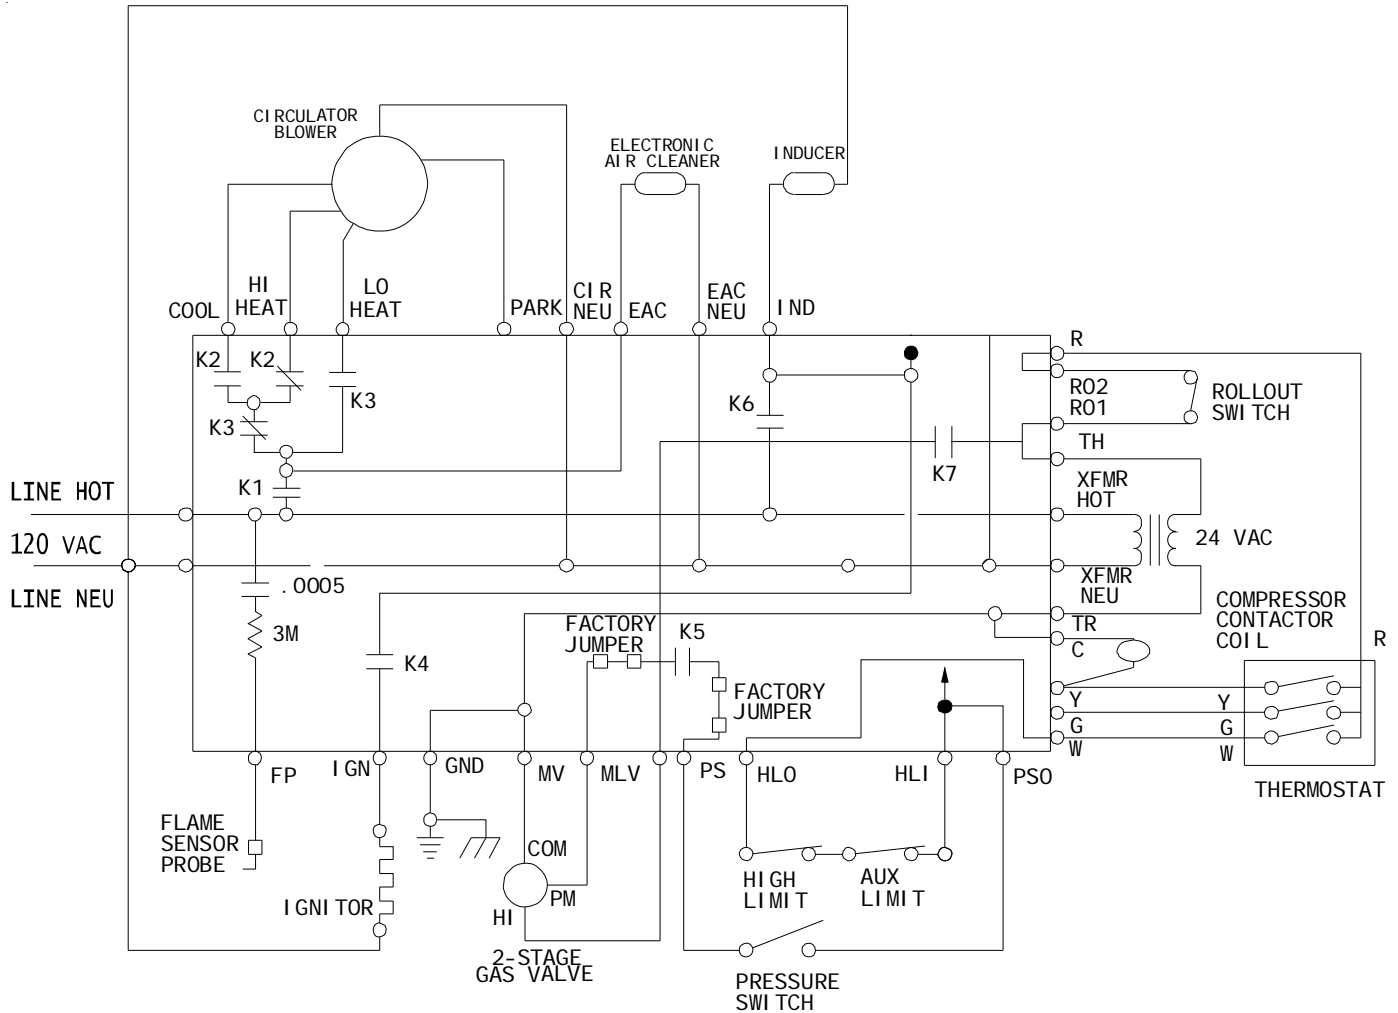 CIRCULATOR
BLOWER
ELECTRONIC
AIR CLEANER
INDUCER
COOL
HI
HEAT
LO
HEAT
PARK
CIR
NEU
EAC
EAC
NEU
IND
R
K2
K2
K3
K3
K6
RO2
RO1
ROLLOUT
SWITCH
TH
K7
K1
LINE HOT
XFMR
HOT
120 VAC
24 VAC
LINE NEU
.0005
XFMR
NEU
3M
K4
FACTORY
JUMPER
K5
FACTORY
JUMPER
TR
C
COMPRESSOR
CONTACTOR
COIL
R
Y
G
W
Y
G
W
THERMOSTAT
FP
IGN
GND
MV
MLV
PS
HLO
HLI
PSO
FLAME
SENSOR
PROBE
IGNITOR
COM
PM
HI
2-STAGE
GAS VALVE
HIGH
LIMIT
AUX
LIMIT
PRESSURE
SWITCH